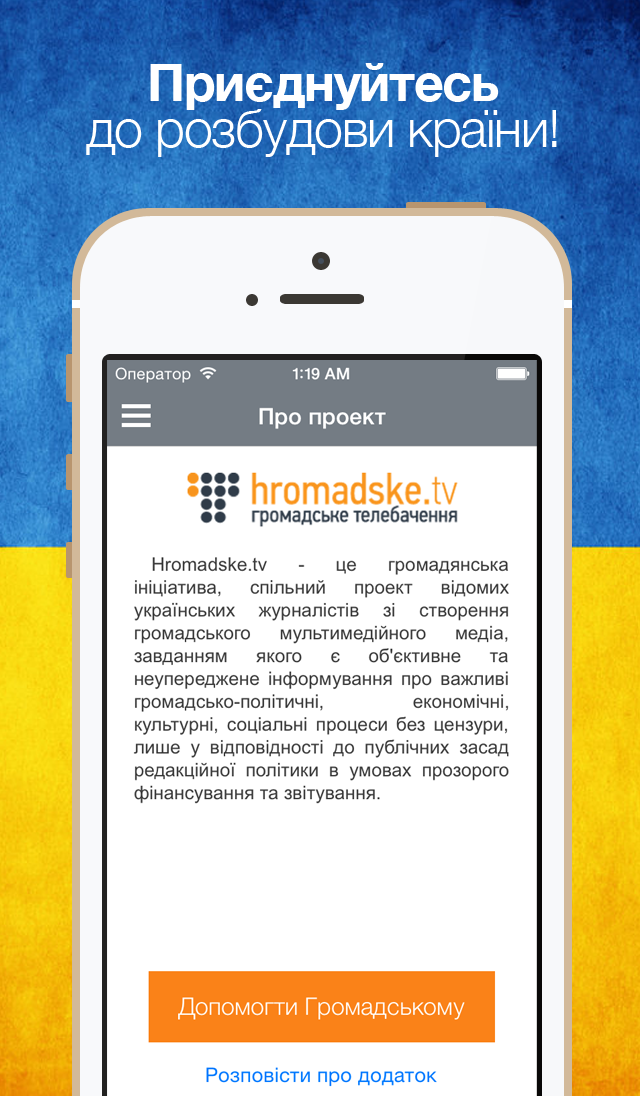 Приєднуйтесь
до розбудови країни!
Оператор 1:19 AM
Про проект
hromadske.tv
громадське телебачення
Hromadske.tv - це громадянська
ініціатива, спільний проект відомих
українських журналістів зі створення
громадського мультимедійного медіа,
завданням якого є об'єктивне та
неупереджене інформування про важливі
громадсько-політичні, економічні,
культурні, соціальні процеси без цензури,
лише у відповідності до публічних засад
редакційної політики в умовах прозорого
фінансування та звітування.
Допомогти Громадському
Розповісти про додаток